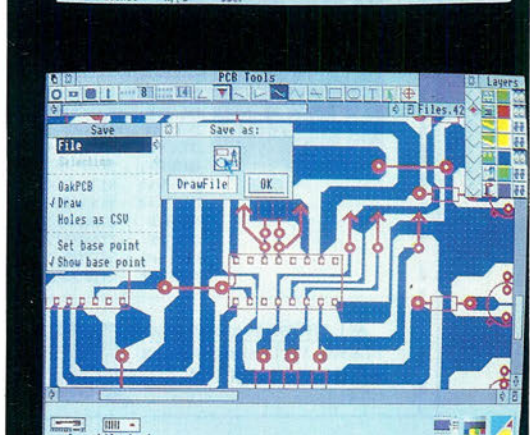 PCB Tools
Layers
8
T
Files.42
Save
Save as:
File
Selection
DrawFile
OK
OakPCB
√Draw
Holes as CSV
Set base point
√Show base point